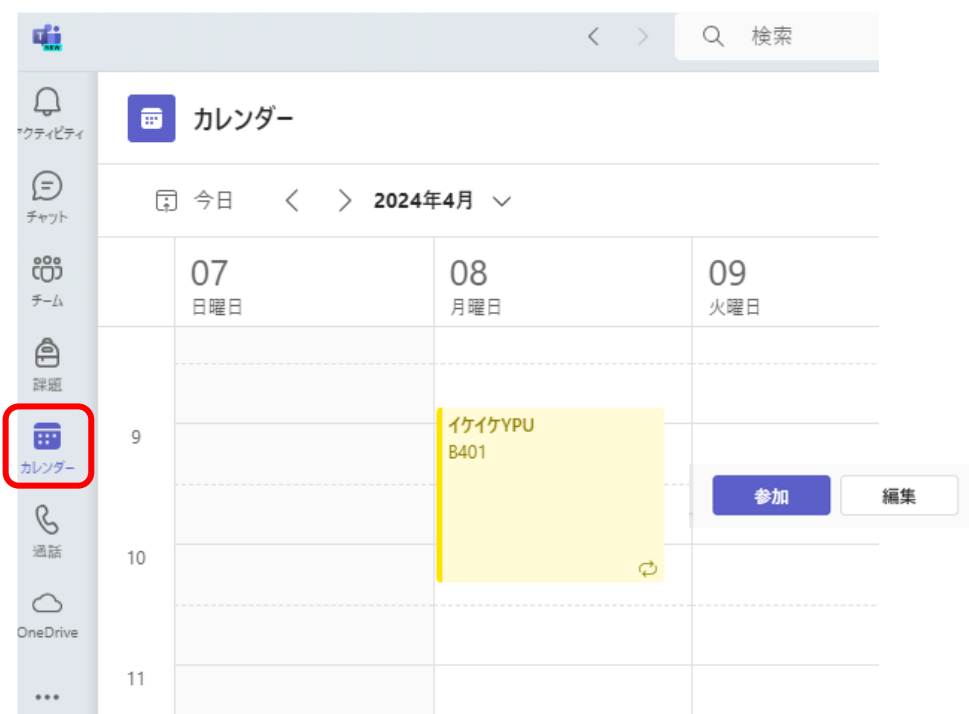 NEW
検索
アクティビティ
カレンダー
チャット
今日
2024年4月
チーム
07
08
09
日曜日
月曜日
火曜日
課題
9
イケイケYPU
B401
カレンダー
参加
編集
通話
10
OneDrive
11